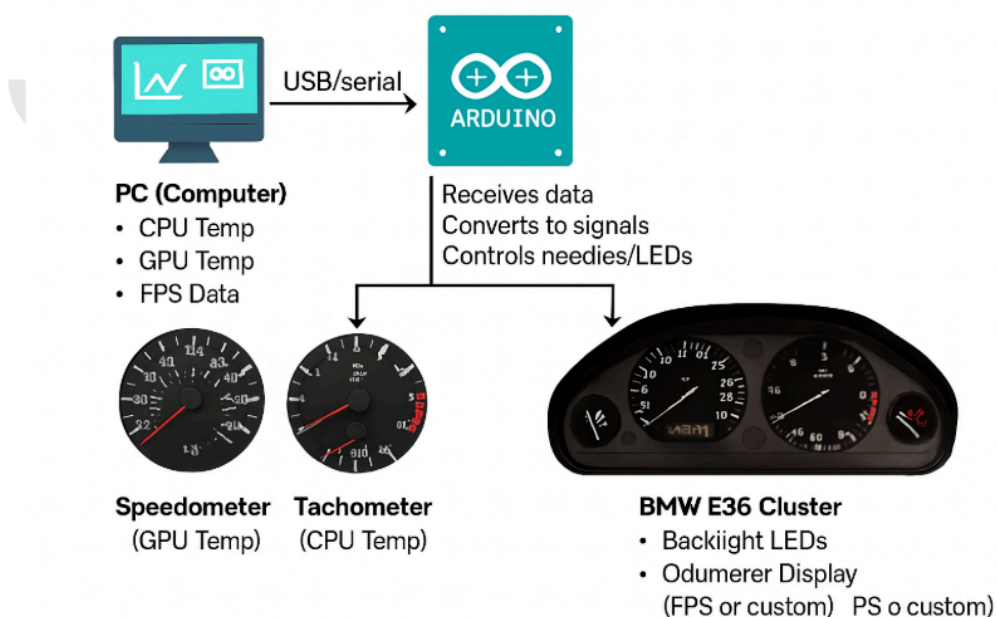 USB/serial
ARDUINO
PC (Computer)
• CPU Temp
• GPU Temp
• FPS Data
Receives data
Converts to signals
Controls needies/LEDs
Speedometer
(GPU Temp)
Tachometer
(CPU Temp)
BMW E36 Cluster
• Backiight LEDs
• Odumerer Display
(FPS or custom) PS o custom)